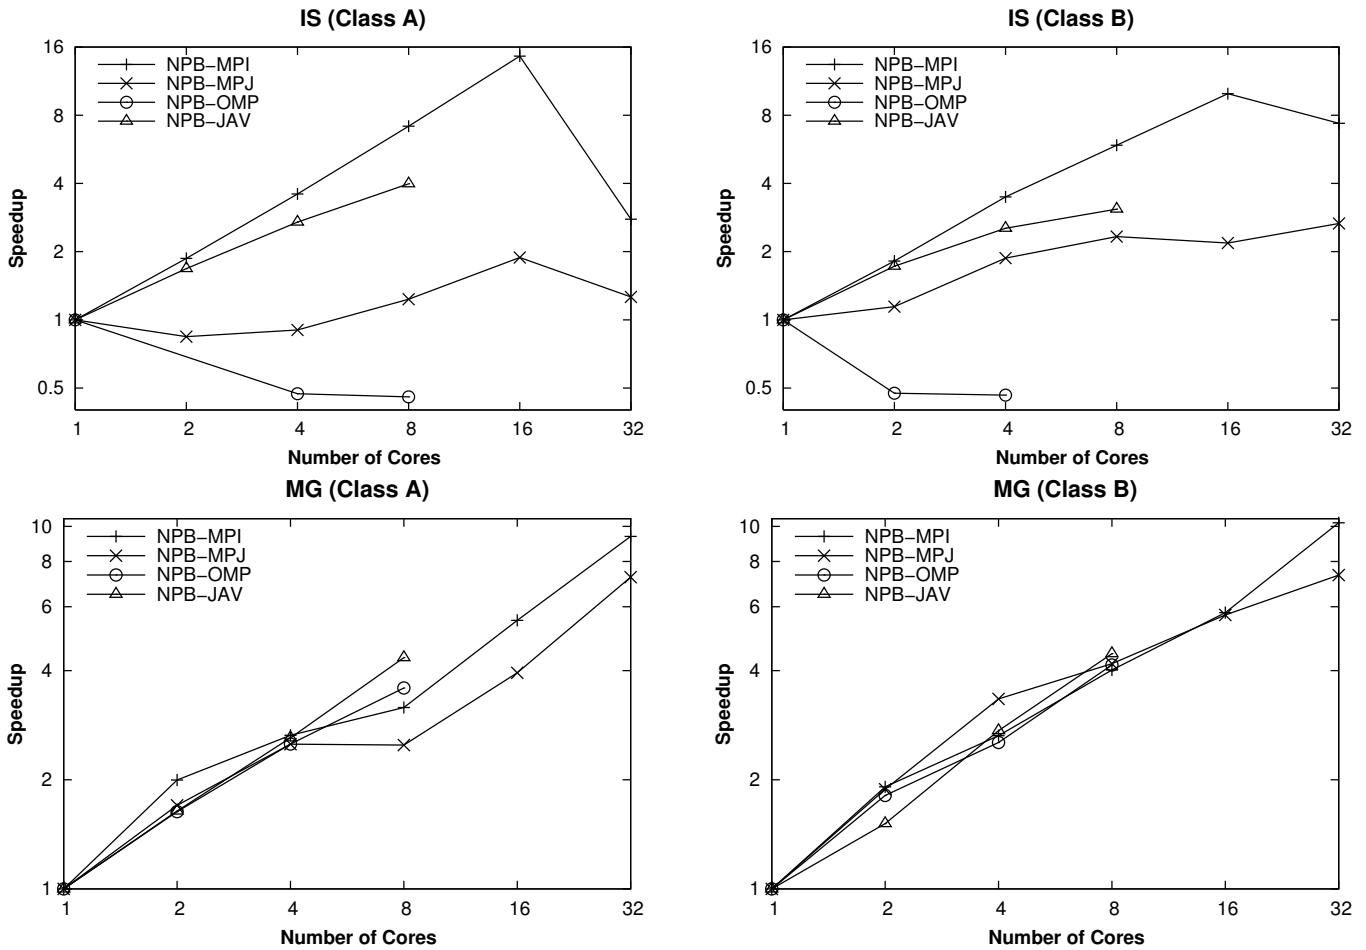 IS (Class A)
16
8
4
2
1
0.5
Speedup
NPB−MPI
NPB−MPJ
NPB−OMP
NPB−JAV
1 2 4 8 16 32
Number of Cores
IS (Class B)
16
8
4
2
1
0.5
Speedup
NPB−MPI
NPB−MPJ
NPB−OMP
NPB−JAV
1 2 4 8 16 32
Number of Cores
MG (Class A)
10
8
6
4
2
1
Speedup
NPB−MPI
NPB−MPJ
NPB−OMP
NPB−JAV
1 2 4 8 16 32
Number of Cores
MG (Class B)
10
8
6
4
2
1
Speedup
NPB−MPI
NPB−MPJ
NPB−OMP
NPB−JAV
1 2 4 8 16 32
Number of Cores